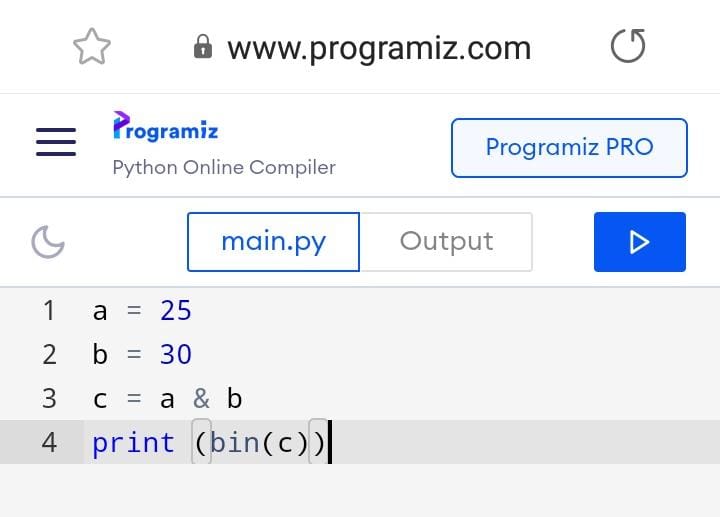 www.programiz.com
Programiz
Python Online Compiler
Programiz PRO
main.py
Output
1 a = 25
2 b = 30
3 c = a & b
4 print (bin(c))